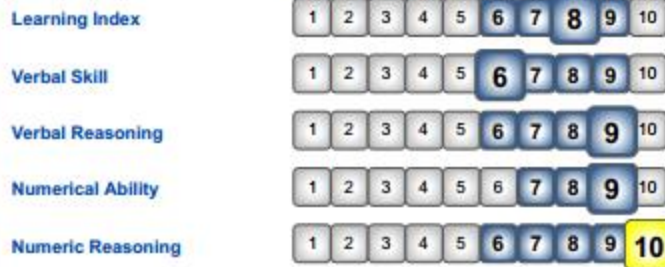 Learning Index 1 2 3 4 5 6 7 8 9 10
Verbal Skill 1 2 3 4 5 6 7 8 9 10
Verbal Reasoning 1 2 3 4 5 6 7 8 9 10
Numerical Ability 1 2 3 4 5 6 7 8 9 10
Numeric Reasoning 1 2 3 4 5 6 7 8 9 10